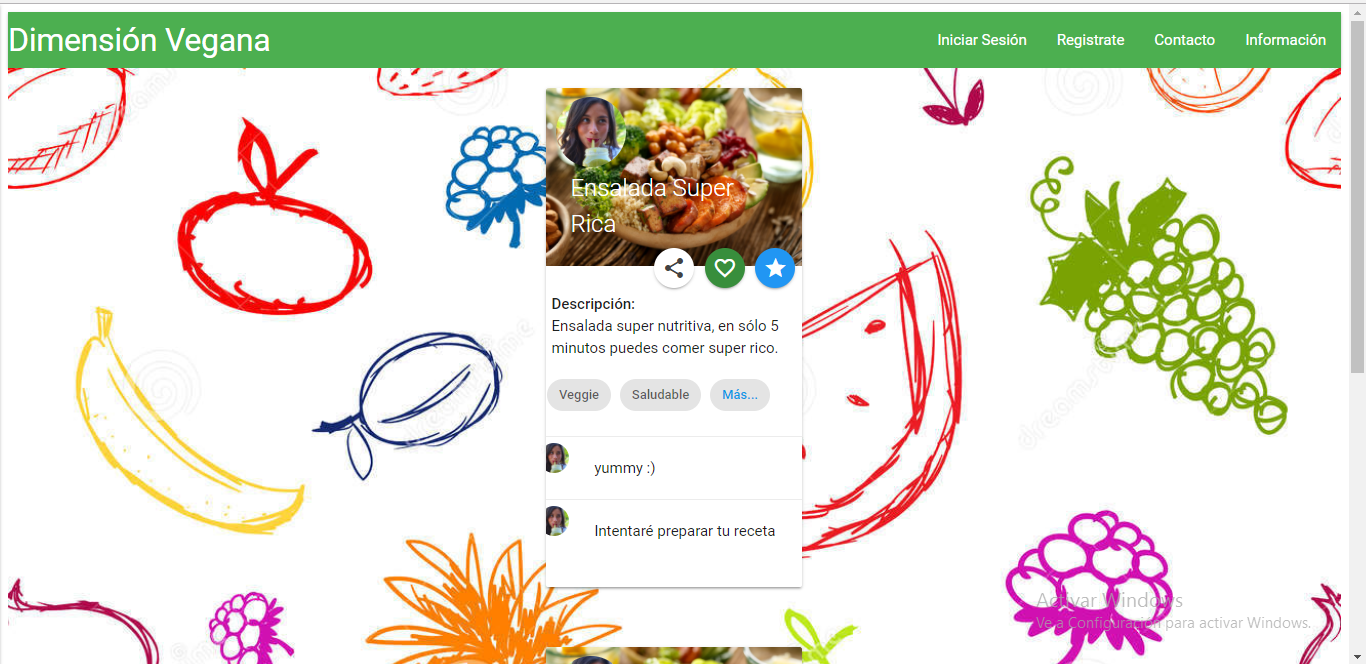 Dimensión Vegana
Iniciar Sesión Registrate Contacto Información
Ensalada Super
Rica
Descripción:
Ensalada super nutritiva, en sólo 5
minutos puedes comer super rico.
Veggie Saludable Más...
yummy :)
Intentaré preparar tu receta
Activar Windows
Ve a Configuración para activar Windows.